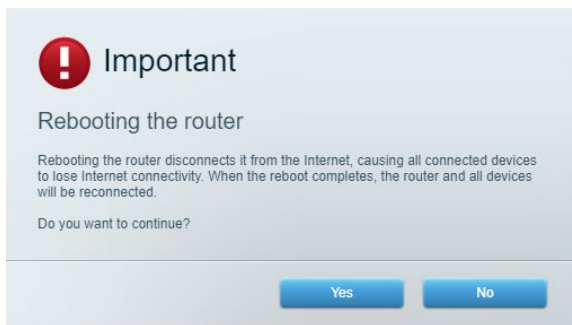 Important
Rebooting the router
Rebooting the router disconnects it from the Internet, causing all connected devices
to lose Internet connectivity. When the reboot completes, the router and all devices
will be reconnected.
Do you want to continue?
Yes No